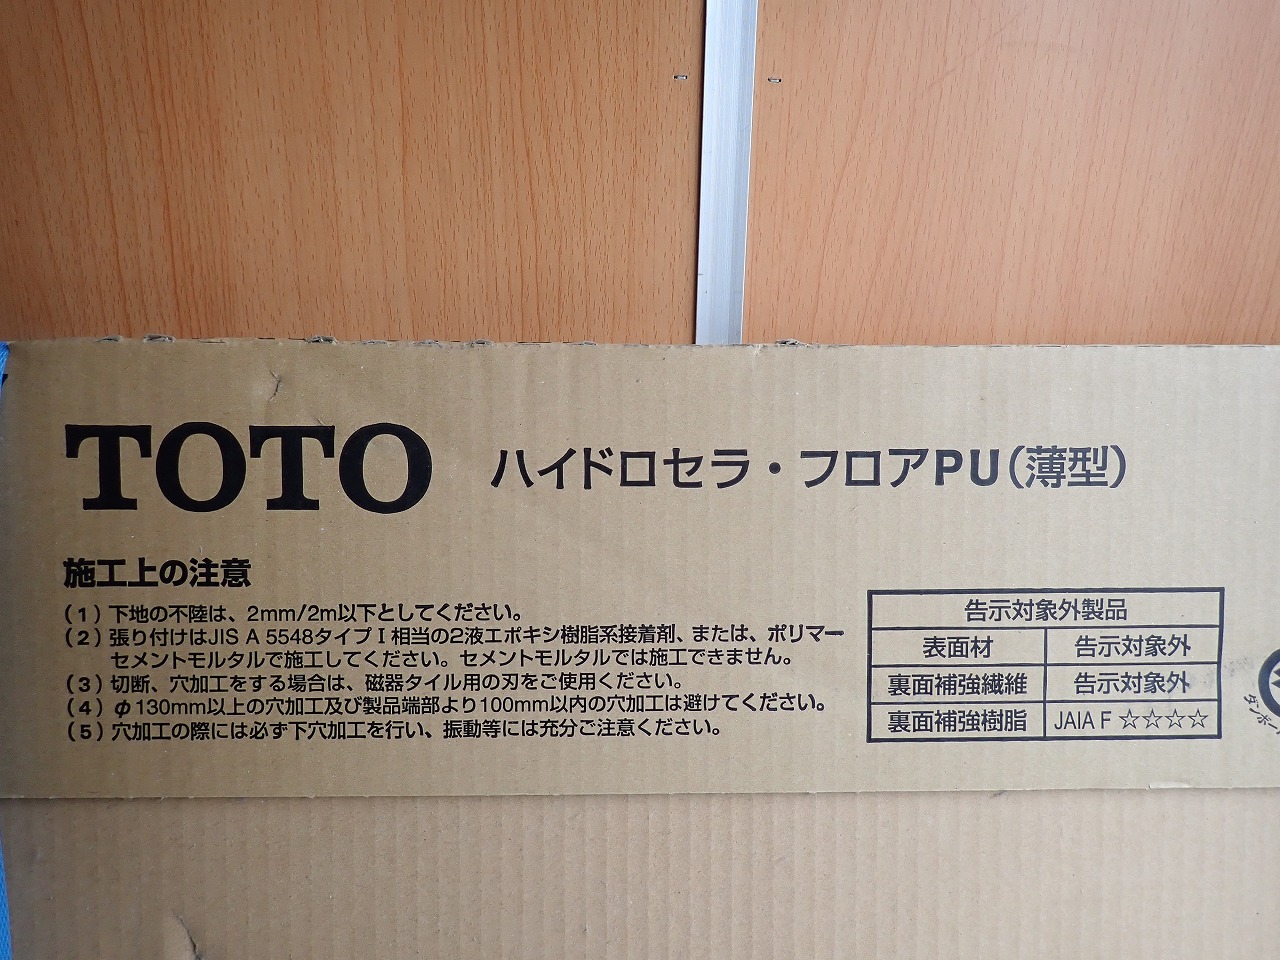 TOTO ハイドロセラ・フロアPU(薄型)
施工上の注意
(1) 下地の不陸は、2mm/2m以下としてください。
(2) 張り付けはJIS A 5548タイプⅠ相当の2液エポキシ樹脂系接着剤、または、ポリマー
セメントモルタルで施工してください。セメントモルタルでは施工できません。
(3) 切断、穴加工をする場合は、磁器タイル用の刃をご使用ください。
(4) φ130mm以上の穴加工及び製品端部より100mm以内の穴加工は避けてください。
(5) 穴加工の際には必ず下穴加工を行い、振動等には充分ご注意ください。
告示対象外製品
表面材 告示対象外
裏面補強繊維 告示対象外
裏面補強樹脂 JAIA F ☆☆☆☆